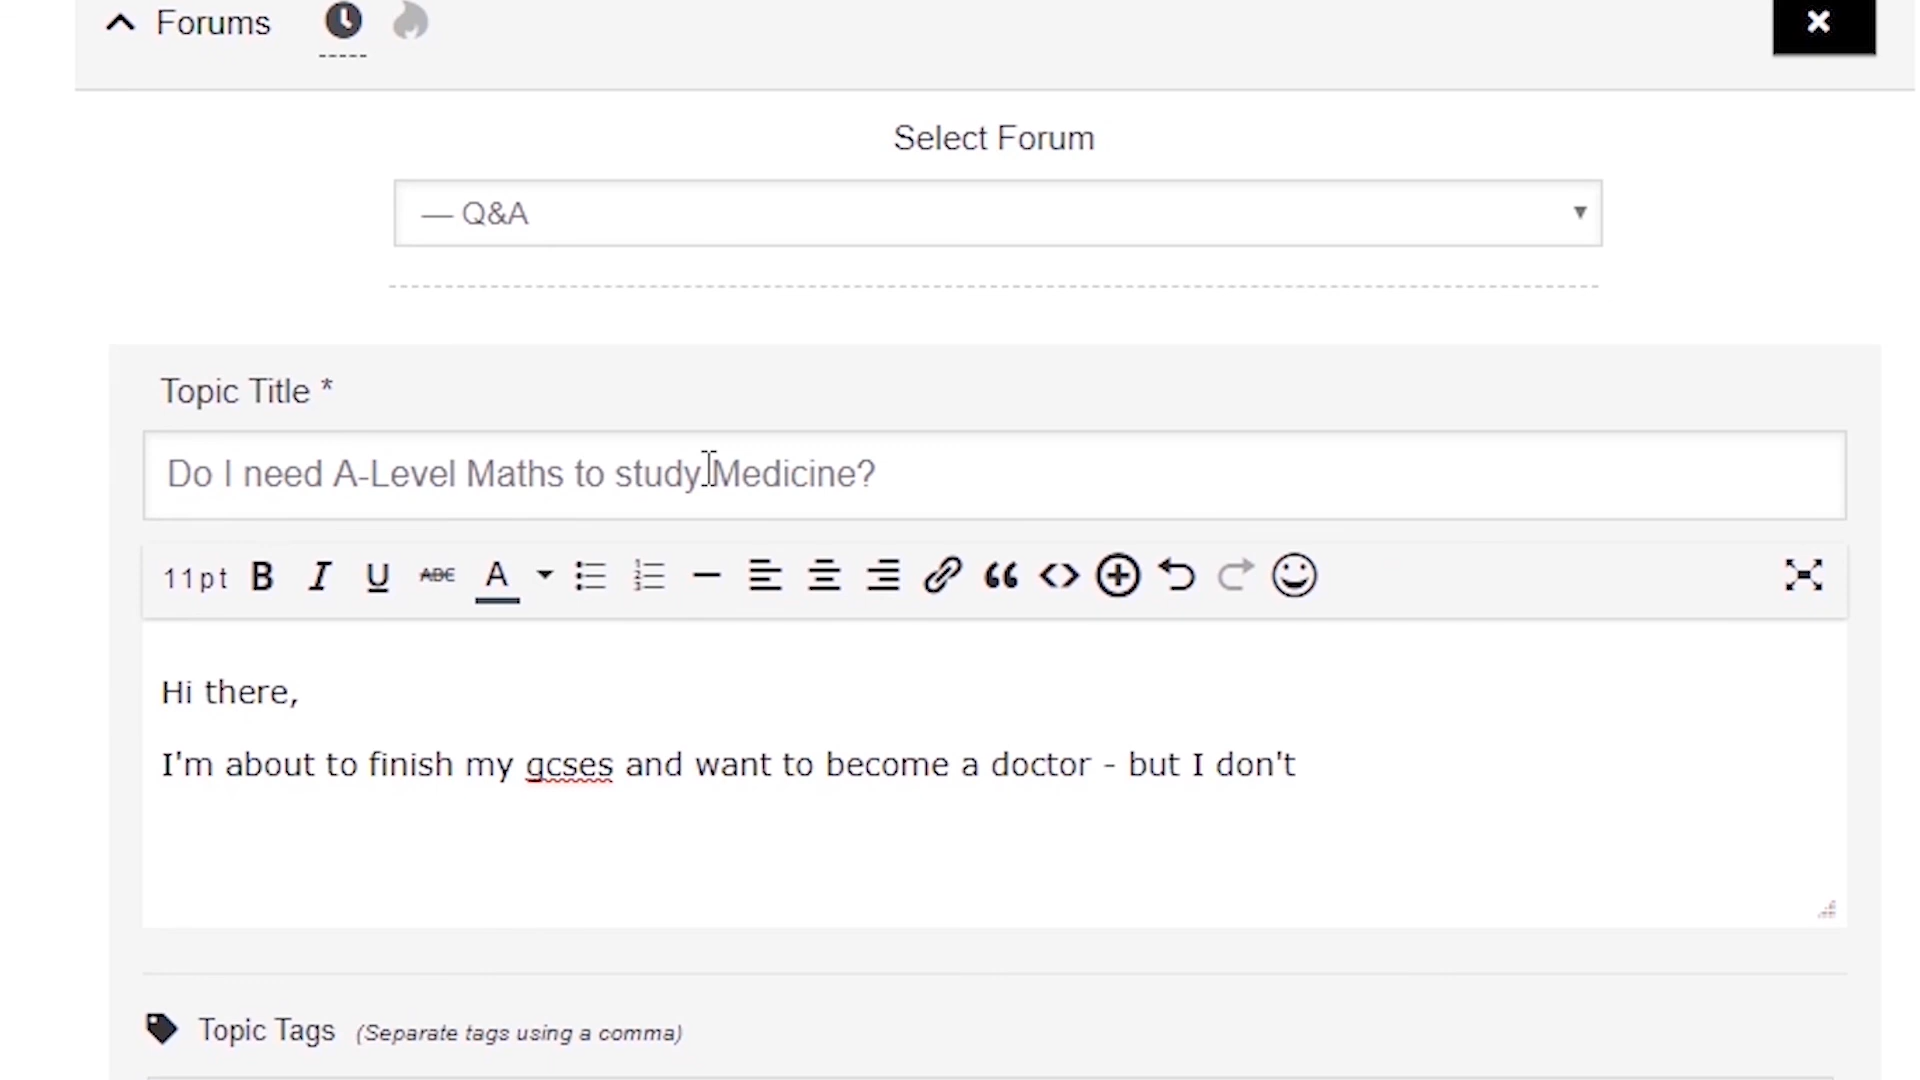 Forums
Select Forum
— Q&A
Topic Title *
Do I need A-Level Maths to study Medicine?
11pt B I U ABC A
Hi there,
I'm about to finish my gcses and want to become a doctor - but I don't
Topic Tags (Separate tags using a comma)